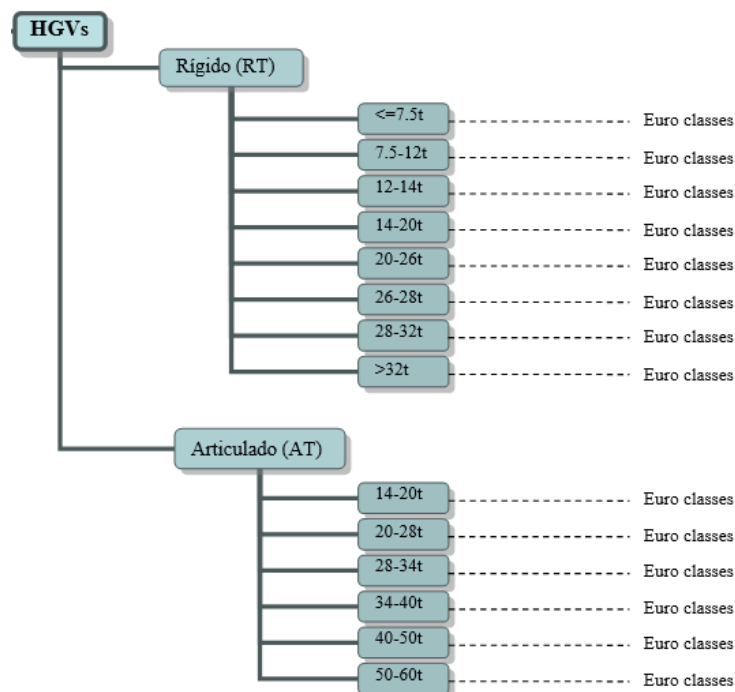 HGVs
Rígido (RT)
<=7.5t Euro classes
7.5-12t Euro classes
12-14t Euro classes
14-20t Euro classes
20-26t Euro classes
26-28t Euro classes
28-32t Euro classes
>32t Euro classes
Articulado (AT)
14-20t Euro classes
20-28t Euro classes
28-34t Euro classes
34-40t Euro classes
40-50t Euro classes
50-60t Euro classes